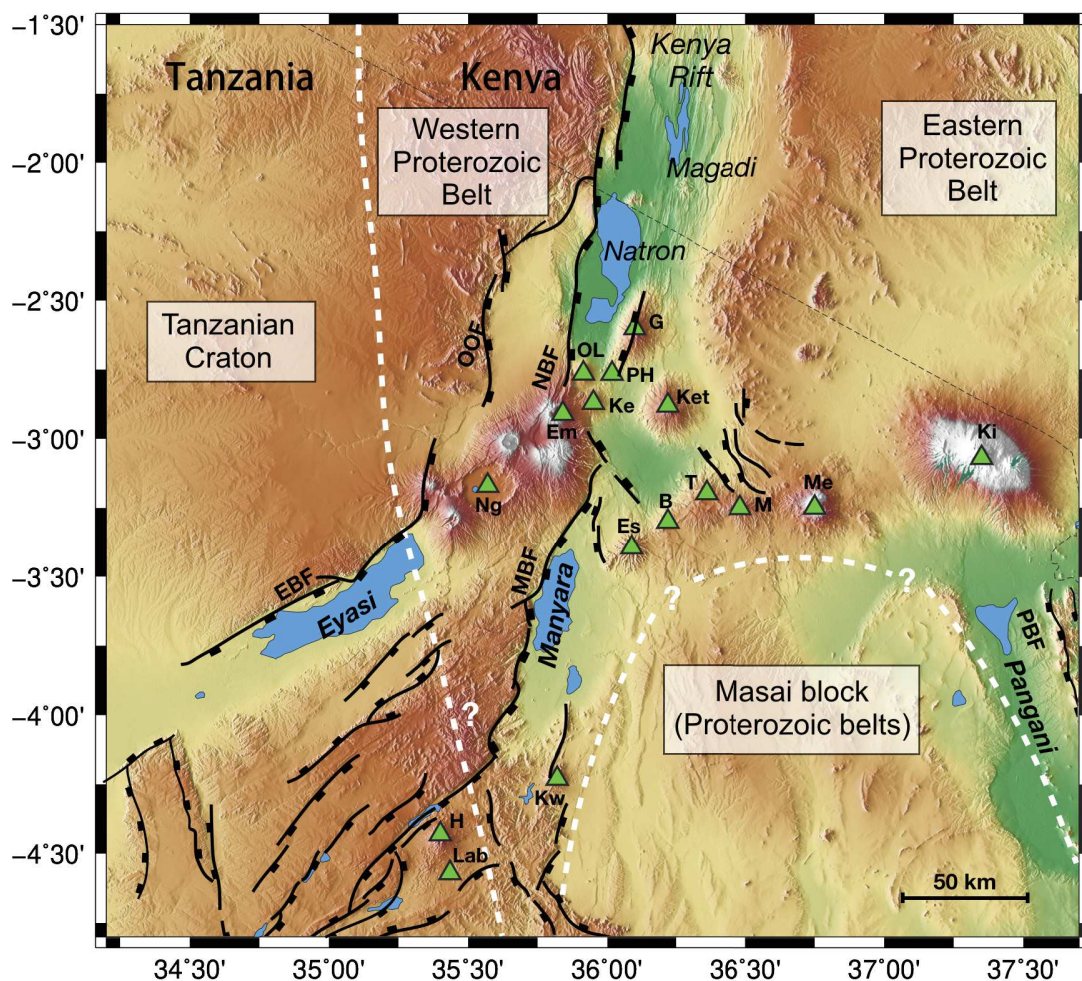 −1˚30'
−2˚00'
−2˚30'
−3˚00'
−3˚30'
−4˚00'
−4˚30'
Tanzania
Kenya
Kenya
Rift
Western
Proterozoic
Belt
Eastern
Proterozoic
Belt
Magadi
Natron
Tanzanian
Craton
OOF
NBF
G
OL
PH
Ke
Ket
Em
Ki
Ng
T
M
Me
B
Es
EBF
Eyasi
MBF
Manyara
?
?
?
PBF
Pangani
Masai block
(Proterozoic belts)
Kw
H
Lab
50 km
34˚30'
35˚00'
35˚30'
36˚00'
36˚30'
37˚00'
37˚30'